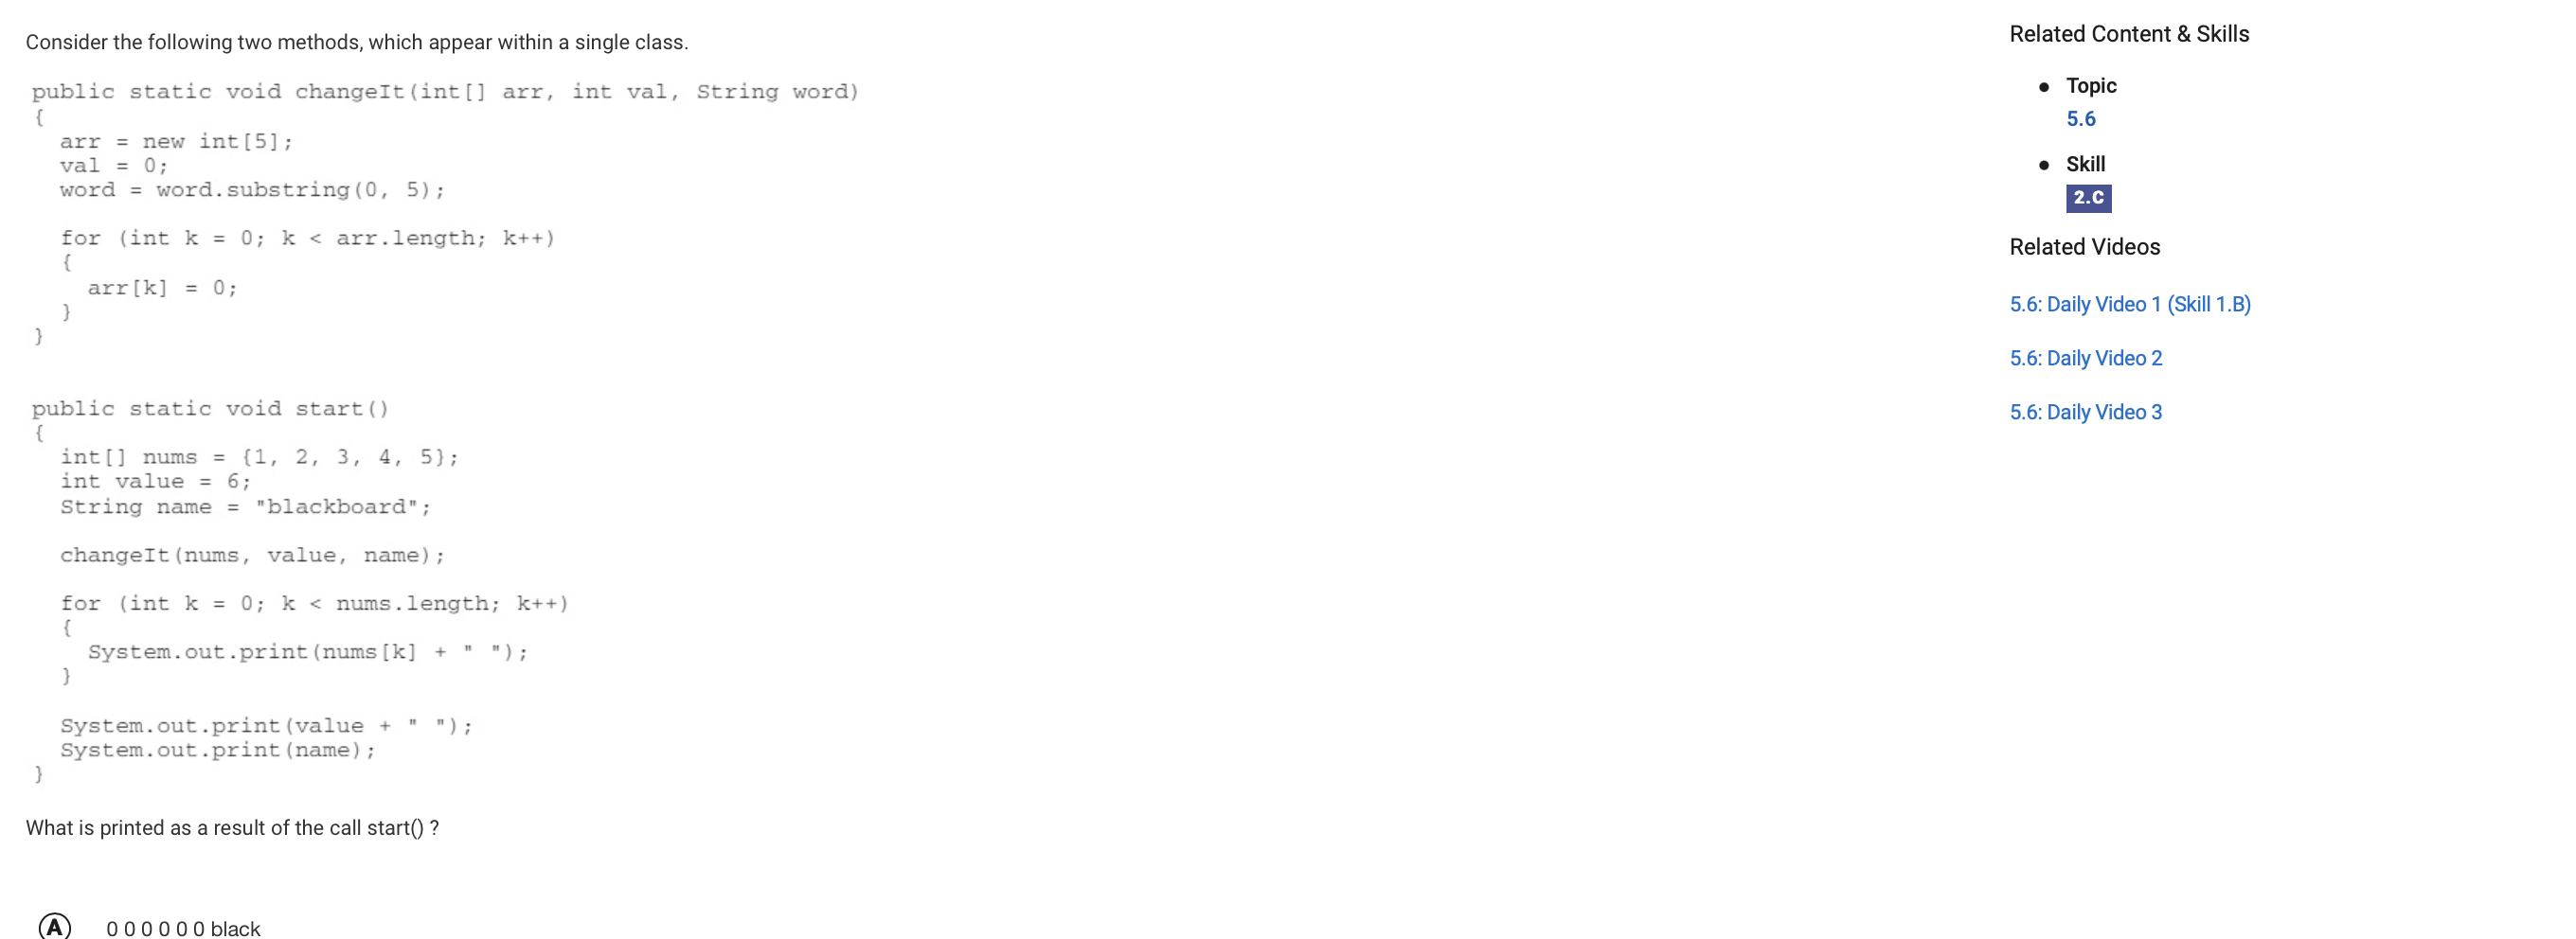 Consider the following two methods, which appear within a single class.
public static void changeIt(int[] arr, int val, String word)
{
arr = new int[5];
val = 0;
word = word.substring(0, 5);
for (int k = 0; k < arr.length; k++)
{
arr[k] = 0;
}
}
public static void start()
{
int[] nums = {1, 2, 3, 4, 5};
int value = 6;
String name = "blackboard";
changeIt(nums, value, name);
for (int k = 0; k < nums.length; k++)
{
System.out.print(nums[k] + " ");
}
System.out.print(value + " ");
System.out.print(name);
}
What is printed as a result of the call start() ?
A 0 0 0 0 0 0 black
Related Content & Skills
● Topic
5.6
● Skill
2.C
Related Videos
5.6: Daily Video 1 (Skill 1.B)
5.6: Daily Video 2
5.6: Daily Video 3